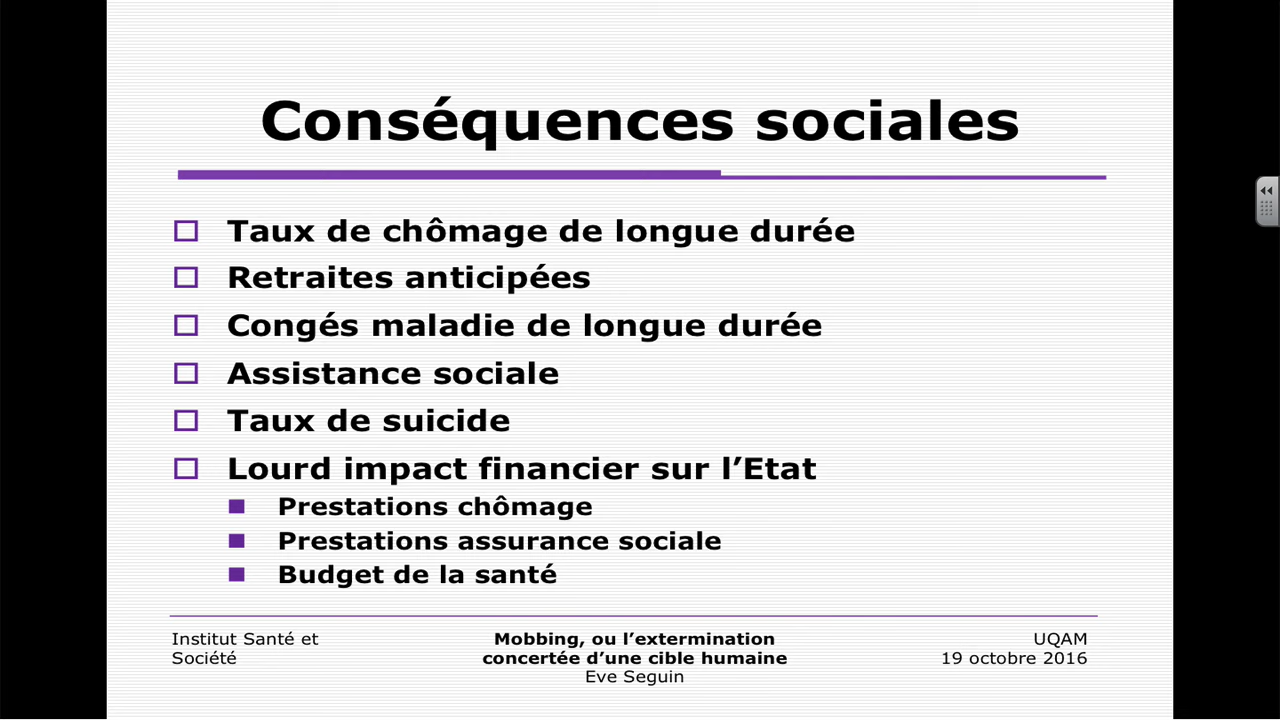 Conséquences sociales
Taux de chômage de longue durée
Retraites anticipées
Congés maladie de longue durée
Assistance sociale
Taux de suicide
Lourd impact financier sur l’Etat
Prestations chômage
Prestations assurance sociale
Budget de la santé
Institut Santé et
Société
Mobbing, ou l’extermination
concertée d’une cible humaine
Eve Seguin
UQAM
19 octobre 2016